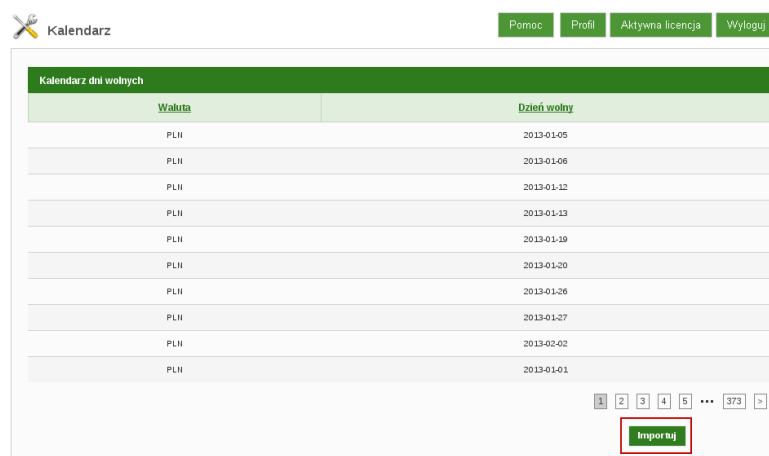 Kalendarz
Pomoc Profil Aktywna licencja Wyloguj
Kalendarz dni wolnych
Waluta Dzień wolny
PLN 2013-01-05
PLN 2013-01-06
PLN 2013-01-12
PLN 2013-01-13
PLN 2013-01-19
PLN 2013-01-20
PLN 2013-01-26
PLN 2013-01-27
PLN 2013-02-02
PLN 2013-01-01
1 2 3 4 5 ... 373 >
Importuj